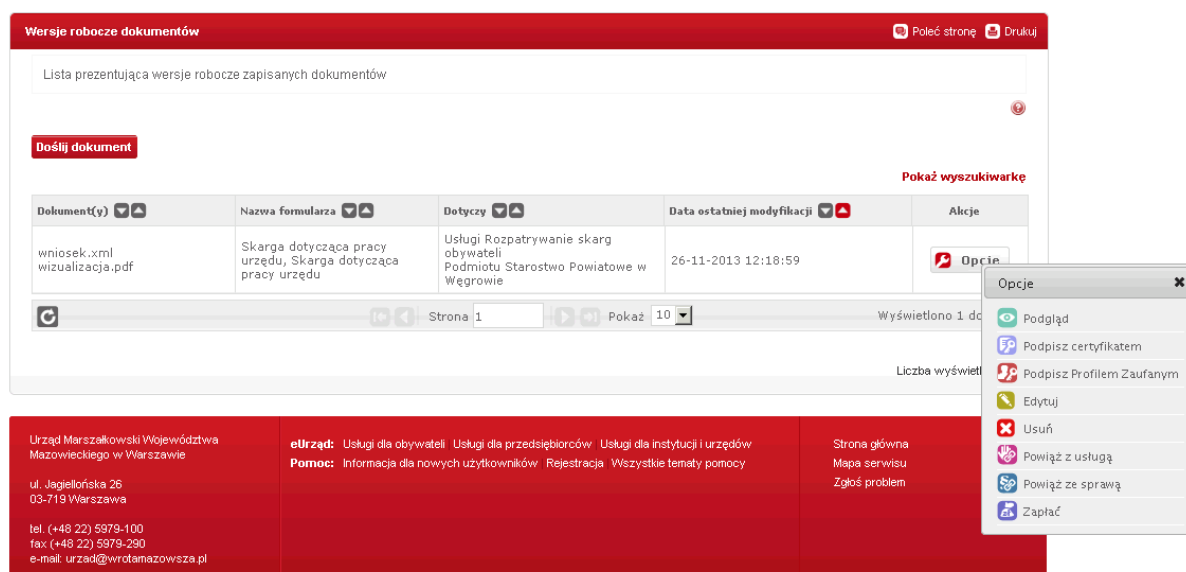 Wersje robocze dokumentów
Poleć stronę Drukuj
Lista prezentująca wersje robocze zapisanych dokumentów
Doślij dokument
Pokaż wyszukiwarkę
Dokument(y) Nazwa formularza Dotyczy Data ostatniej modyfikacji Akcje
wniosek.xml
wizualizacja.pdf
Skarga dotycząca pracy
urzędu, Skarga dotycząca
pracy urzędu
Usługi Rozpatrywanie skarg
obywateli
Podmiotu Starostwo Powiatowe w
Węgrowie
26-11-2013 12:18:59
Opcje
Strona 1 Pokaż 10
Wyświetlono 1
Liczba
Opcje
Podgląd
Podpisz certyfikatem
Podpisz Profilem Zaufanym
Edytuj
Usuń
Powiąż z usługą
Powiąż ze sprawą
Zapłać
Urząd Marszałkowski Województwa
Mazowieckiego w Warszawie
ul. Jagiellońska 26
03-719 Warszawa
tel. (+48 22) 5979-100
fax (+48 22) 5979-290
e-mail: urzad@wrotamazowsza.pl
eUrząd: Usługi dla obywateli Usługi dla przedsiębiorców Usługi dla instytucji i urzędów
Pomoc: Informacja dla nowych użytkowników Rejestracja Wszystkie tematy pomocy
Strona główna
Mapa serwisu
Zgłoś problem